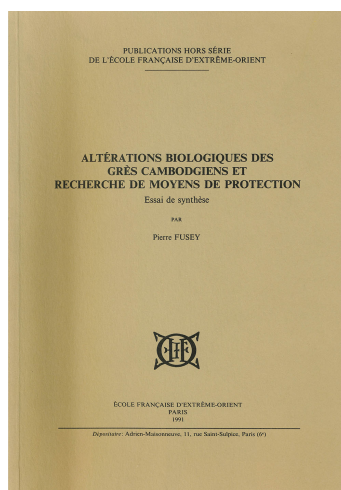 PUBLICATIONS HORS SÉRIE
DE L'ÉCOLE FRANÇAISE D'EXTRÊME-ORIENT
ALTÉRATIONS BIOLOGIQUES DES
GRÈS CAMBODGIENS ET
RECHERCHE DE MOYENS DE PROTECTION
Essai de synthèse
PAR
Pierre FUSEY
ÉCOLE FRANÇAISE D'EXTRÊME-ORIENT
PARIS
1991
Dépositaire: Adrien-Maisonneuve, 11, rue Saint-Sulpice, Paris (6e)